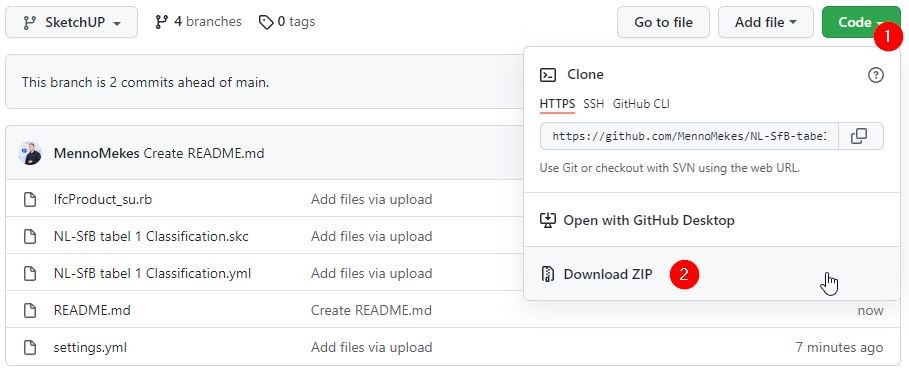 SketchUP 4 branches 0 tags Go to file Add file Code
1
This branch is 2 commits ahead of main.
Clone
HTTPS SSH GitHub CLI
https://github.com/MennoMekes/NL-SfB-tabel
Use Git or checkout with SVN using the web URL.
Open with GitHub Desktop
Download ZIP 2
MennoMekes Create README.md
IfcProduct_su.rb Add files via upload
NL-SfB tabel 1 Classification.skc Add files via upload
NL-SfB tabel 1 Classification.yml Add files via upload
README.md Create README.md now
settings.yml Add files via upload 7 minutes ago